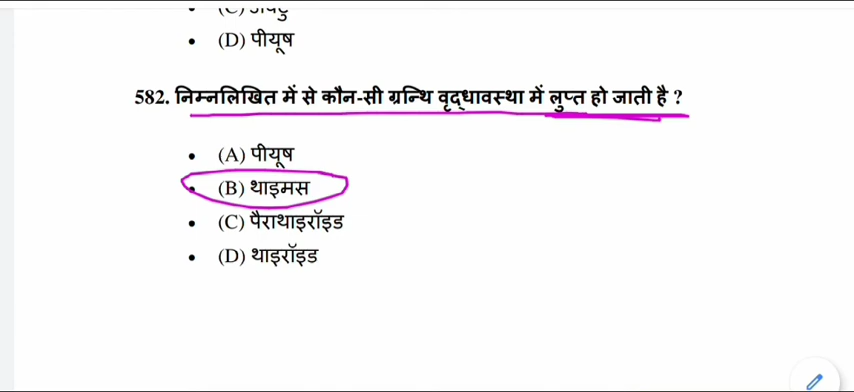 (D) पीयूष
582. निम्नलिखित में से कौन-सी ग्रन्थि वृद्धावस्था में लुप्त हो जाती है ?
(A) पीयूष
(B) थाइमस
(C) पैराथाइरॉइड
(D) थाइरॉइड